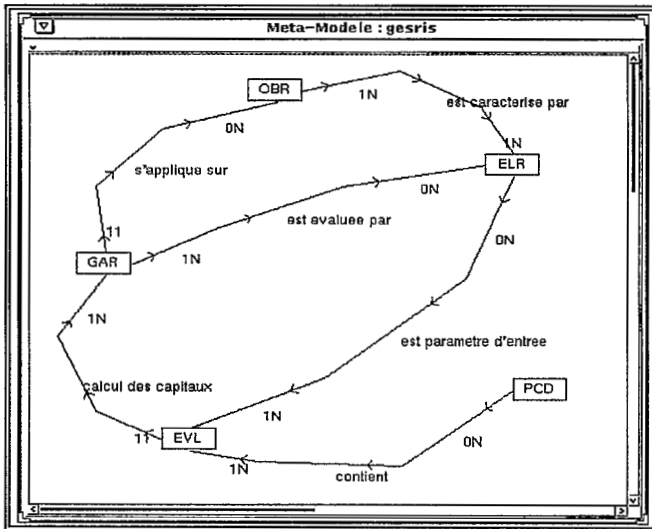 Meta-Modele : gesris
OBR
1N
est caracterise par
0N
1N
ELR
s'applique sur
0N
est evaluee par
11
0N
GAR
1N
1N
est parametre d'entree
calcul des capitaux
PCD
1N
11
EVL
0N
1N
contient